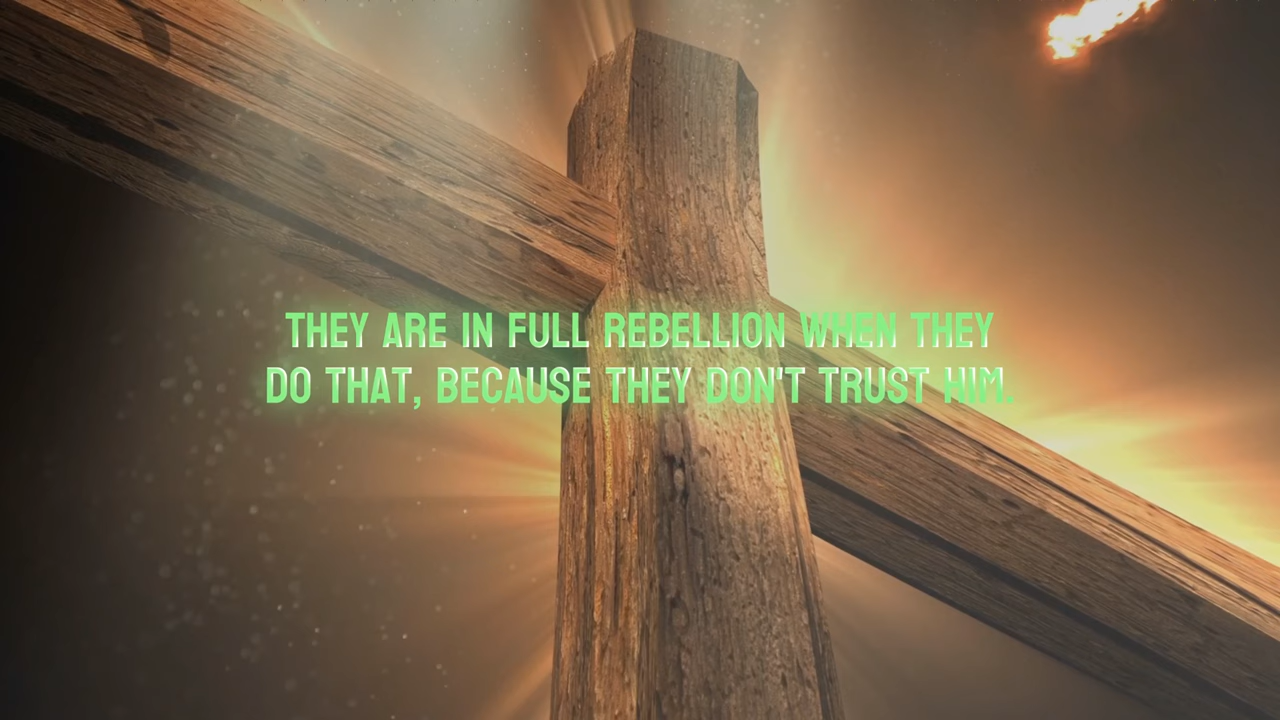 THEY ARE IN FULL REBELLION WHEN THEY
DO THAT, BECAUSE THEY DON'T TRUST HIM.